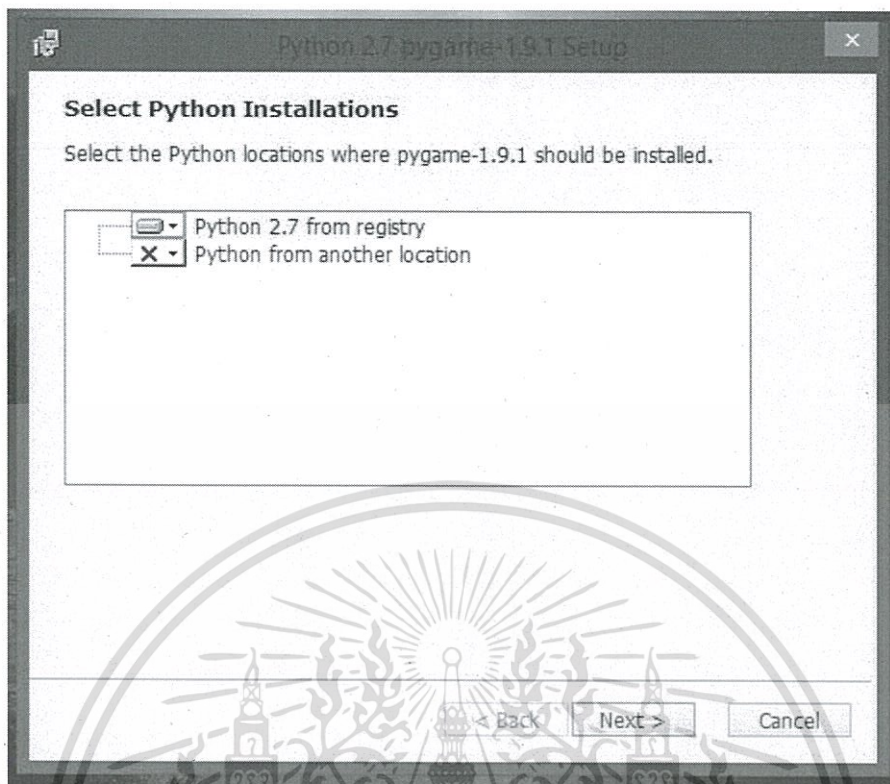 Python 2.7 pygame-1.9.1 Setup
Select Python Installations
Select the Python locations where pygame-1.9.1 should be installed.
Python 2.7 from registry
Python from another location
< Back Next > Cancel